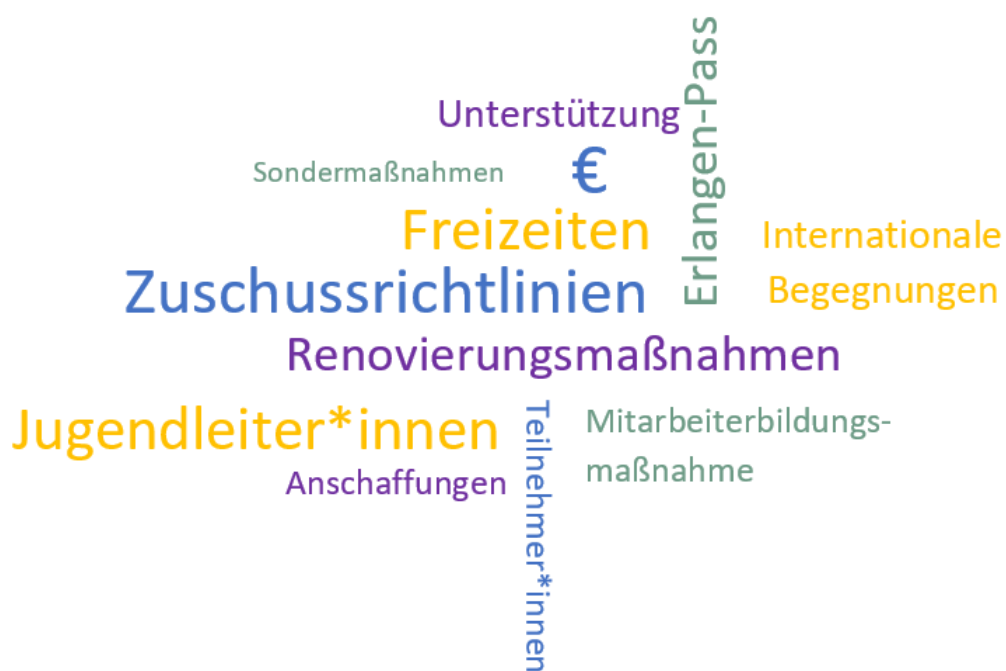 Erlangen-Pass
Unterstützung
Sondermaßnahmen
€
Freizeiten
Internationale
Begegnungen
Zuschussrichtlinien
Renovierungsmaßnahmen
Jugendleiter*innen
Teilnehmer*innen
Mitarbeiterbildungs-
maßnahme
Anschaffungen